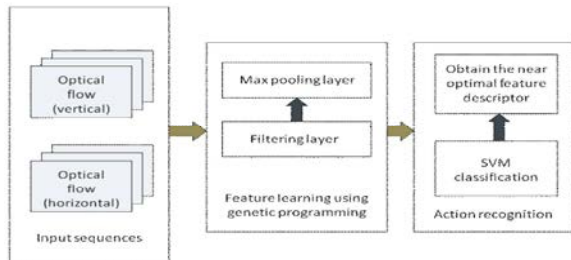 Optical
flow
(vertical)
Optical
flow
(horizontal)
Input sequences
Max pooling layer
Filtering layer
Feature learning using
genetic programming
Obtain the near
optimal feature
descriptor
SVM
classification
Action recognition